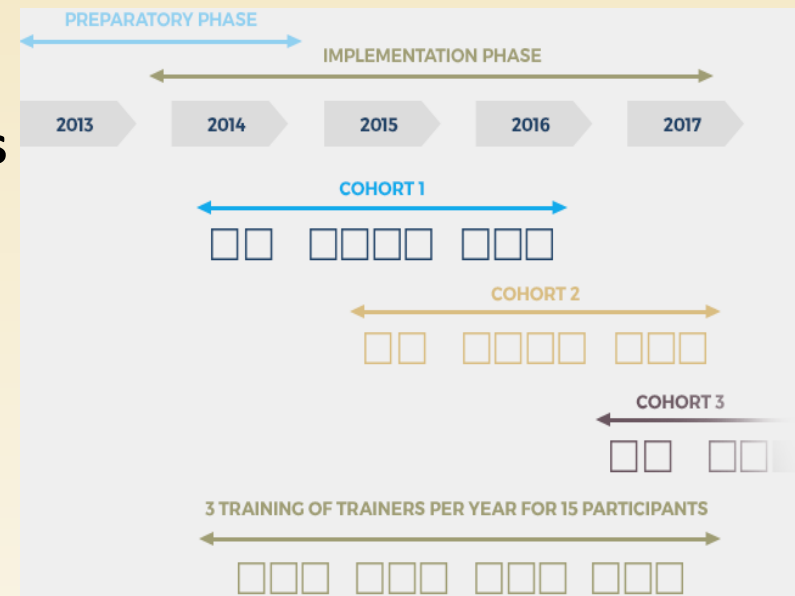 PREPARATORY PHASE
IMPLEMENTATION PHASE
2013 2014 2015 2016 2017
COHORT 1
COHORT 2
COHORT 3
3 TRAINING OF TRAINERS PER YEAR FOR 15 PARTICIPANTS